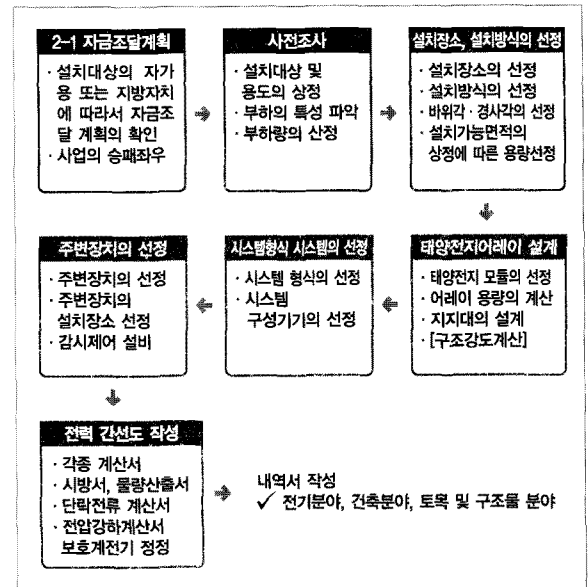 2-1 자금조달계획
· 설치대상의 자가
용 또는 지방자치
에 따라서 자금조
달 계획의 확인
· 사업의 승패좌우
사전조사
· 설치대상 및
용도의 상정
· 부하의 특성 파악
· 부하량의 산정
설치장소, 설치방식의 선정
· 설치장소의 선정
· 설치방식의 선정
· 바위각 · 경사각의 선정
· 설치가능면적의
상정에 따른 용량선정
태양전지어레이 설계
· 태양전지 모듈의 선정
· 어레이 용량의 계산
· 지지대의 설계
· [구조강도계산]
시스템형식 시스템의 선정
· 시스템 형식의 선정
· 시스템
구성기기의 선정
주변장치의 선정
· 주변장치의 선정
· 주변장치의
설치장소 선정
· 감시제어 설비
전력 간선도 작성
· 각종 계산서
· 시방서, 물량산출서
· 단락전류 계산서
· 전압강하계산서
보호계전기 정정
내역서 작성
✓ 전기분야, 건축분야, 토목 및 구조물 분야